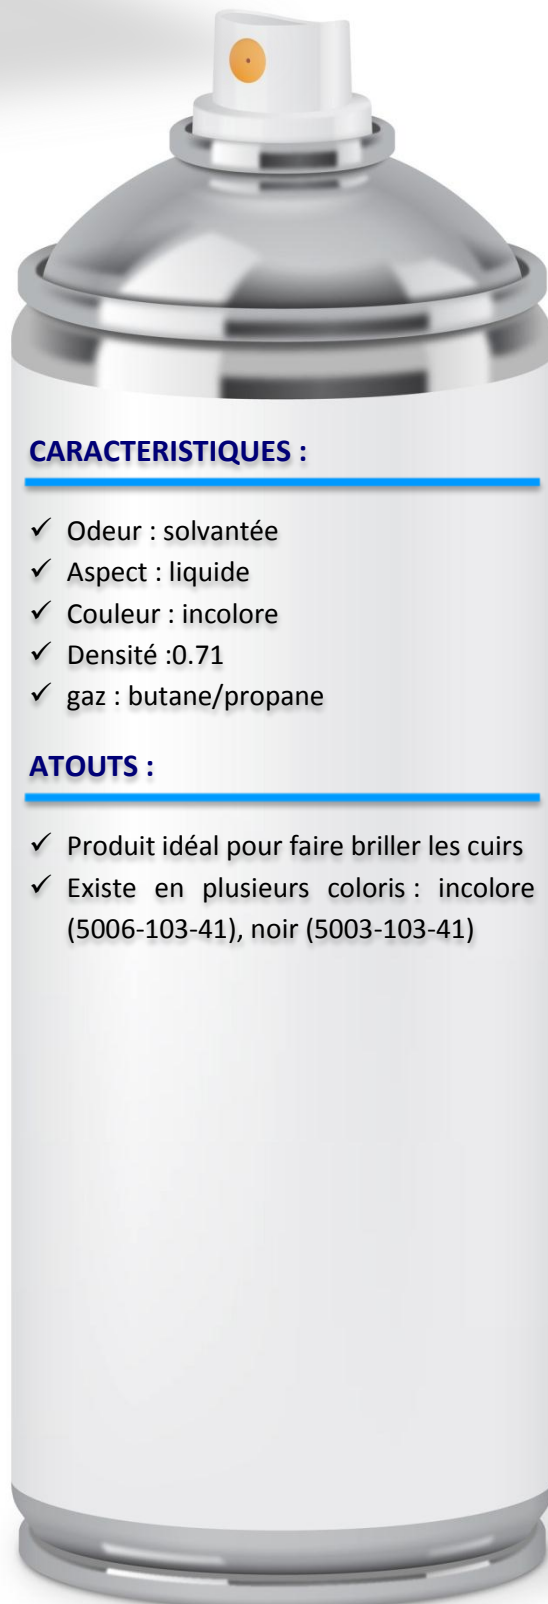 CARACTERISTIQUES :
✓ Odeur : solvantée
✓ Aspect : liquide
✓ Couleur : incolore
✓ Densité :0.71
✓ gaz : butane/propane
ATOUTS :
✓ Produit idéal pour faire briller les cuirs
✓ Existe en plusieurs coloris : incolore
(5006-103-41), noir (5003-103-41)